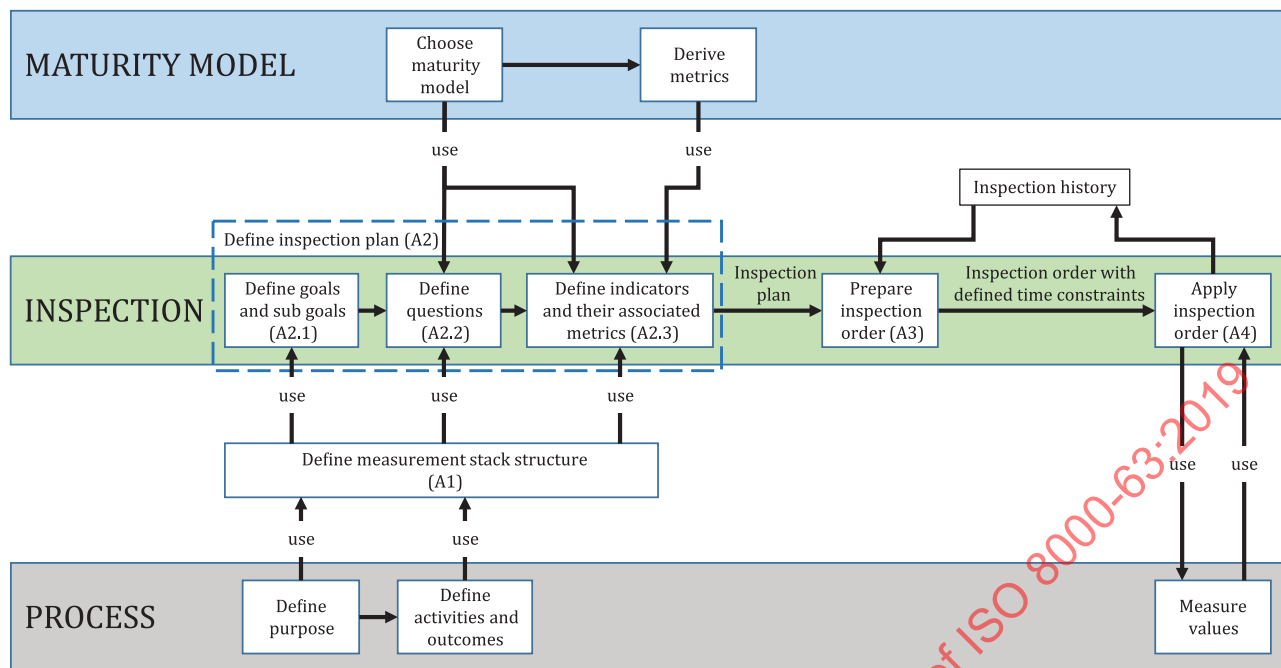 MATURITY MODEL
Choose
maturity
model
Derive
metrics
use
use
Inspection history
Define inspection plan (A2)
INSPECTION
Define goals
and sub goals
(A2.1)
Define
questions
(A2.2)
Define indicators
and their associated
metrics (A2.3)
Inspection
plan
Prepare
inspection
order (A3)
Inspection order with
defined time constraints
Apply
inspection
order (A4)
use
use
use
Define measurement stack structure
(A1)
use
use
use
use
PROCESS
Define
purpose
Define
activities and
outcomes
Measure
values
of ISO 8000-63:2019